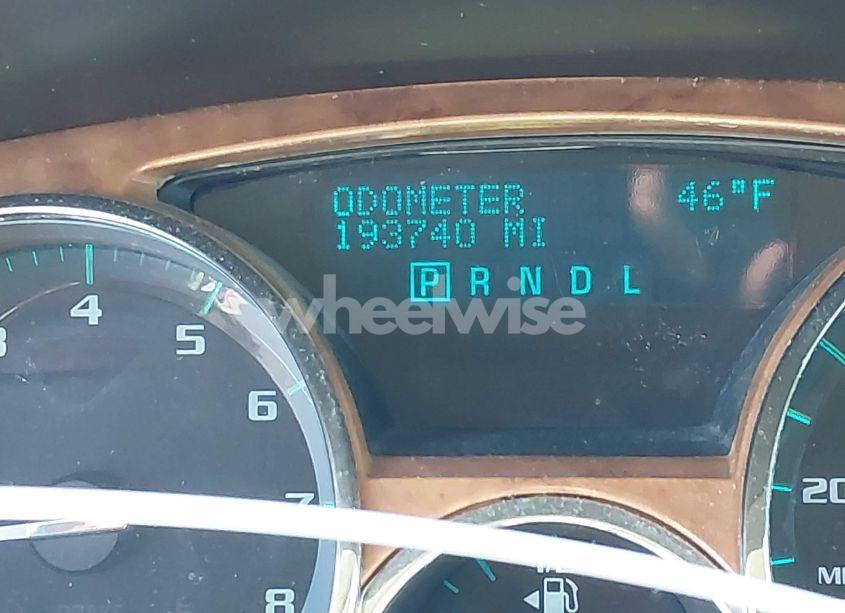 ODOMETER 46°F
193740 MI
P R N D L
wheelwise
4
5
6
7
8
20